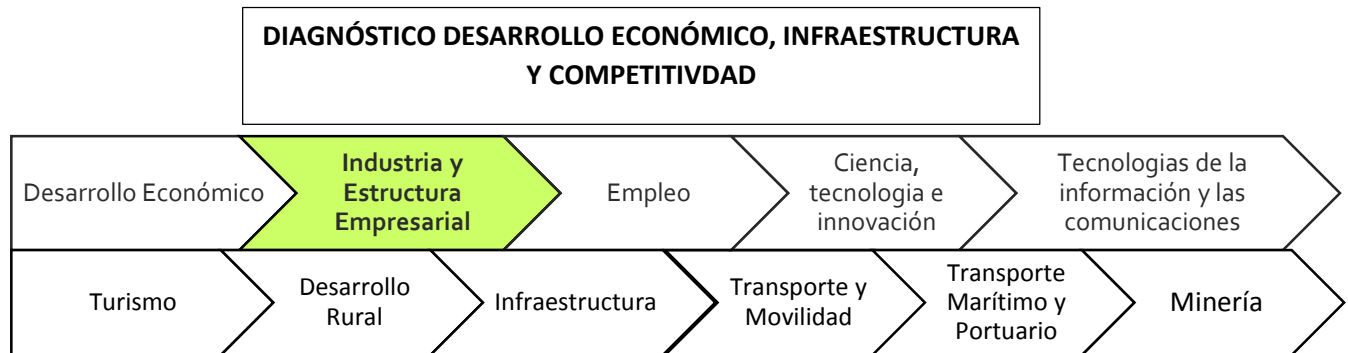 DIAGNÓSTICO DESARROLLO ECONÓMICO, INFRAESTRUCTURA
Y COMPETITIVDAD
Desarrollo Económico
Industria y
Estructura
Empresarial
Empleo
Ciencia,
tecnologia e
innovación
Tecnologias de la
información y las
comunicaciones
Turismo
Desarrollo
Rural
Infraestructura
Transporte y
Movilidad
Transporte
Marítimo y
Portuario
Minería